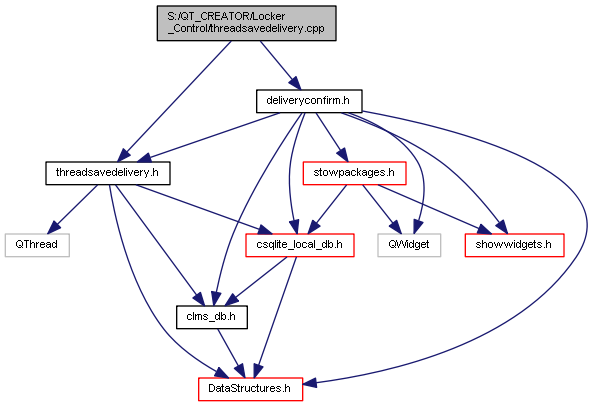 S:/QT_CREATOR/Locker
_Control/threadsavedelivery.cpp
deliveryconfirm.h
threadsavedelivery.h
stowpackages.h
QThread
csqlite_local_db.h
QWidget
showwidgets.h
clms_db.h
DataStructures.h